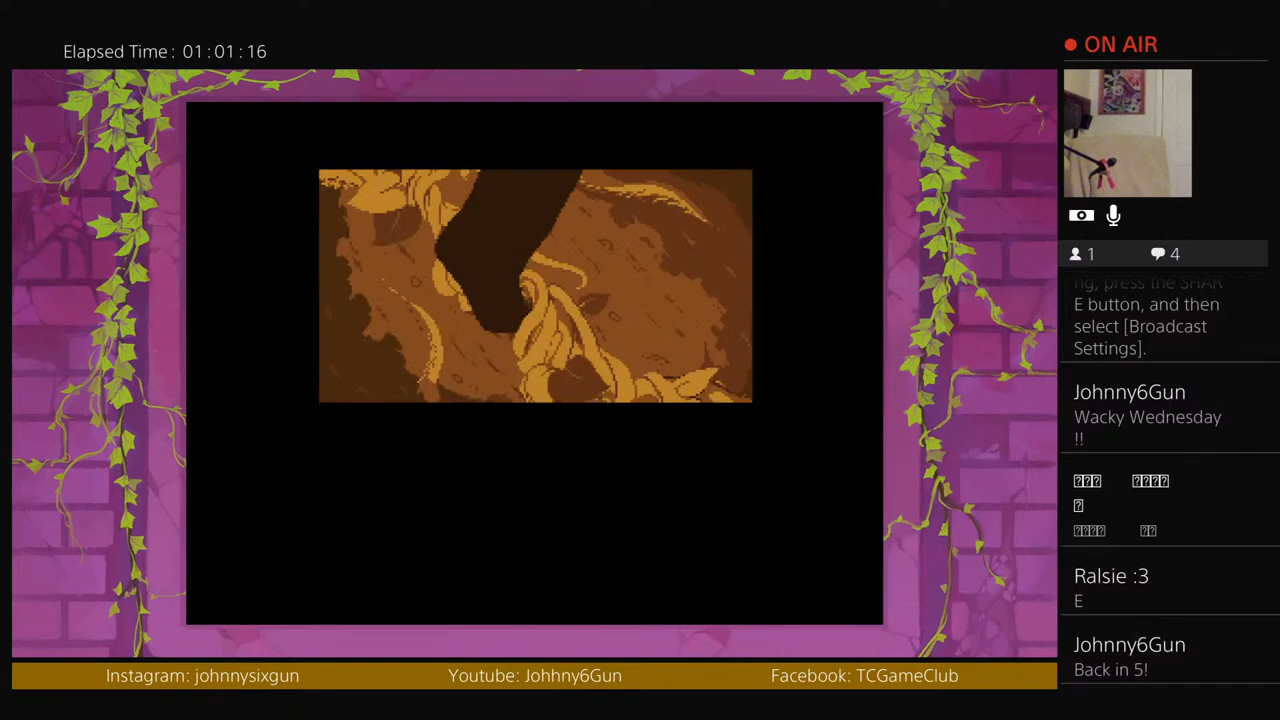 Elapsed Time: 01:01:16
ON AIR
1 4
E button, and then
select [Broadcast
Settings].
Johnny6Gun
Wacky Wednesday
!!
Ralsie :3
E
Johnny6Gun
Back in 5!
Instagram: johnnysixgun Youtube: Johhny6Gun Facebook: TCGameClub